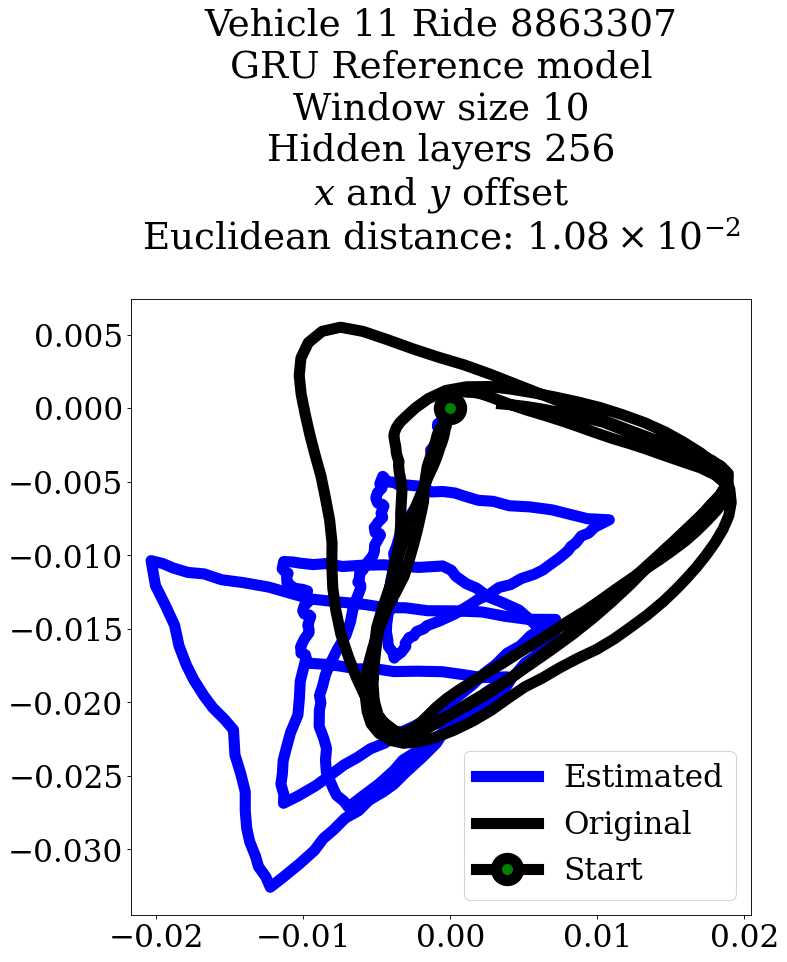 Vehicle 11 Ride 8863307
GRU Reference model
Window size 10
Hidden layers 256
x and y offset
Euclidean distance: 1.08 × 10⁻²
0.005
0.000
−0.005
−0.010
−0.015
−0.020
−0.025
−0.030
Estimated
Original
Start
−0.02 −0.01 0.00 0.01 0.02